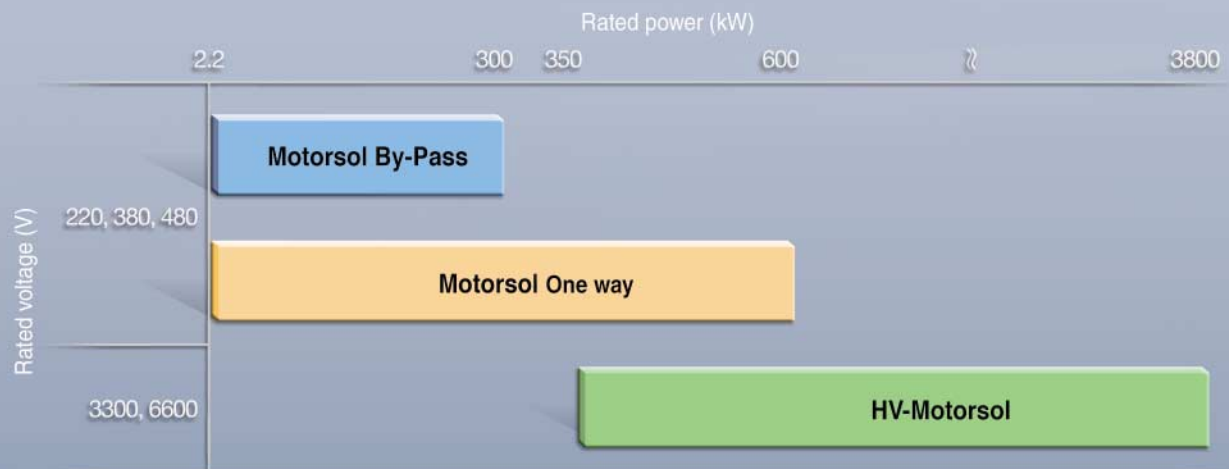 Rated power (kW)
2.2 300 350 600 ≈ 3800
Motorsol By-Pass
220, 380, 480
Motorsol One way
Rated voltage (V)
3300, 6600
HV-Motorsol